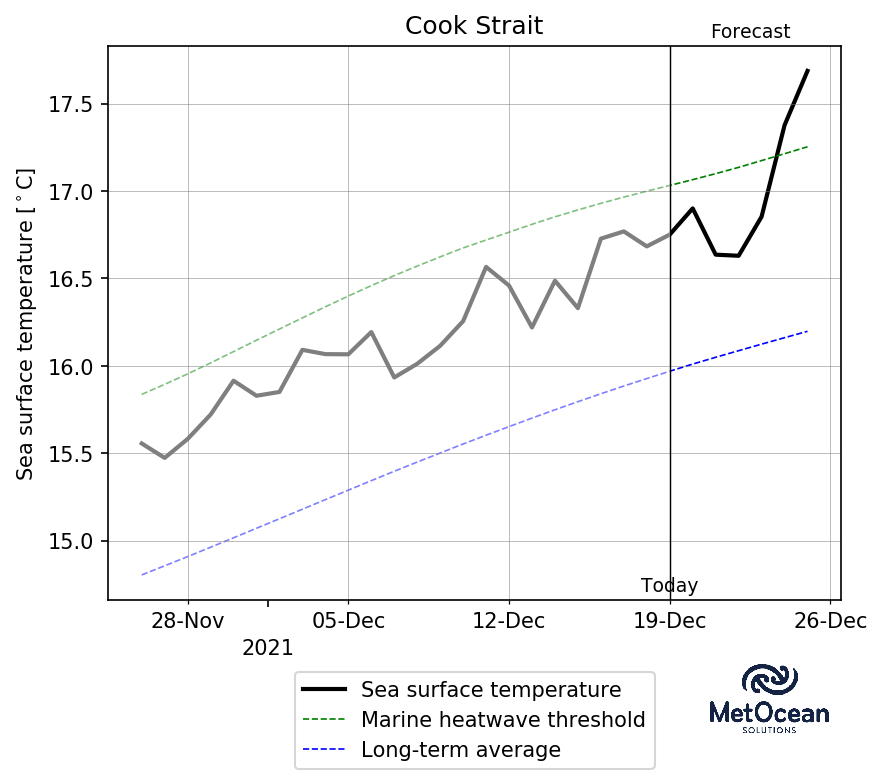 Cook Strait
Forecast
Sea surface temperature [°C]
17.5
17.0
16.5
16.0
15.5
15.0
Today
28-Nov 05-Dec 12-Dec 19-Dec 26-Dec
2021
Sea surface temperature
Marine heatwave threshold
Long-term average
MetOcean
SOLUTIONS